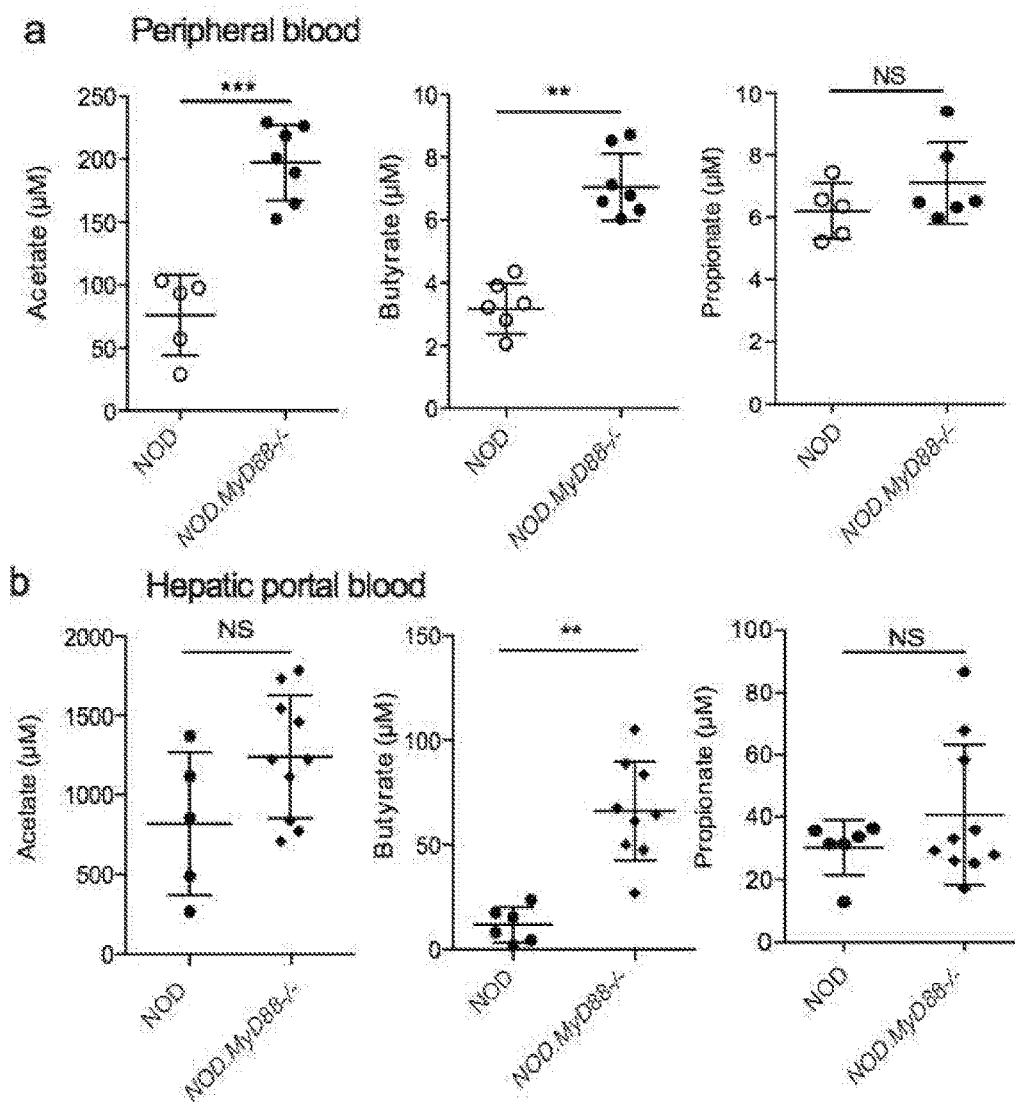 a Peripheral blood
***
**
NS
Acetate (µM)
250
200
150
100
50
0
NOD
NOD.MyD88-/-
Butyrate (µM)
10
8
6
4
2
0
NOD
NOD.MyD88-/-
Propionate (µM)
10
8
6
4
2
0
NOD
NOD.MyD88-/-
b Hepatic portal blood
NS
**
NS
Acetate (µM)
2000
1500
1000
500
0
NOD
NOD.MyD88-/-
Butyrate (µM)
150
100
50
0
NOD
NOD.MyD88-/-
Propionate (µM)
100
80
60
40
20
0
NOD
NOD.MyD88-/-